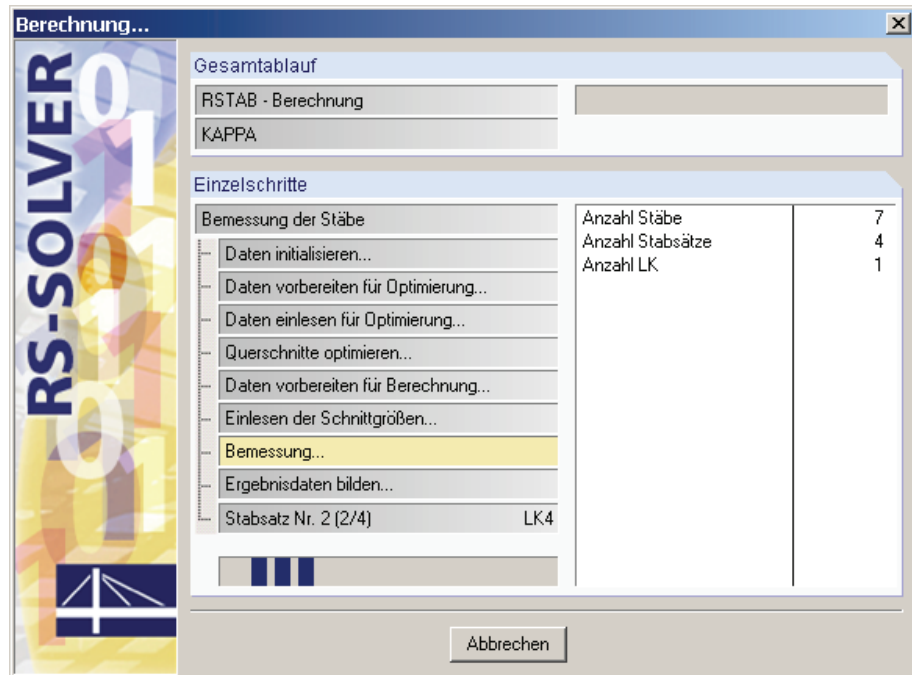 Berechnung...
RS-SOLVER
Gesamtablauf
RSTAB - Berechnung
KAPPA
Einzelschritte
Bemessung der Stäbe
Daten initialisieren...
Daten vorbereiten für Optimierung...
Daten einlesen für Optimierung...
Querschnitte optimieren...
Daten vorbereiten für Berechnung...
Einlesen der Schnittgrößen...
Bemessung...
Ergebnisdaten bilden...
Stabsatz Nr. 2 (2/4) LK4
Anzahl Stäbe 7
Anzahl Stabsätze 4
Anzahl LK 1
Abbrechen